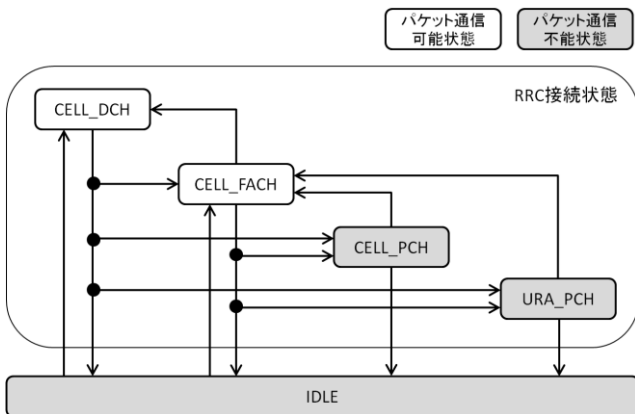 パケット通信
可能状態
パケット通信
不能状態
RRC接続状態
CELL_DCH
CELL_FACH
CELL_PCH
URA_PCH
IDLE